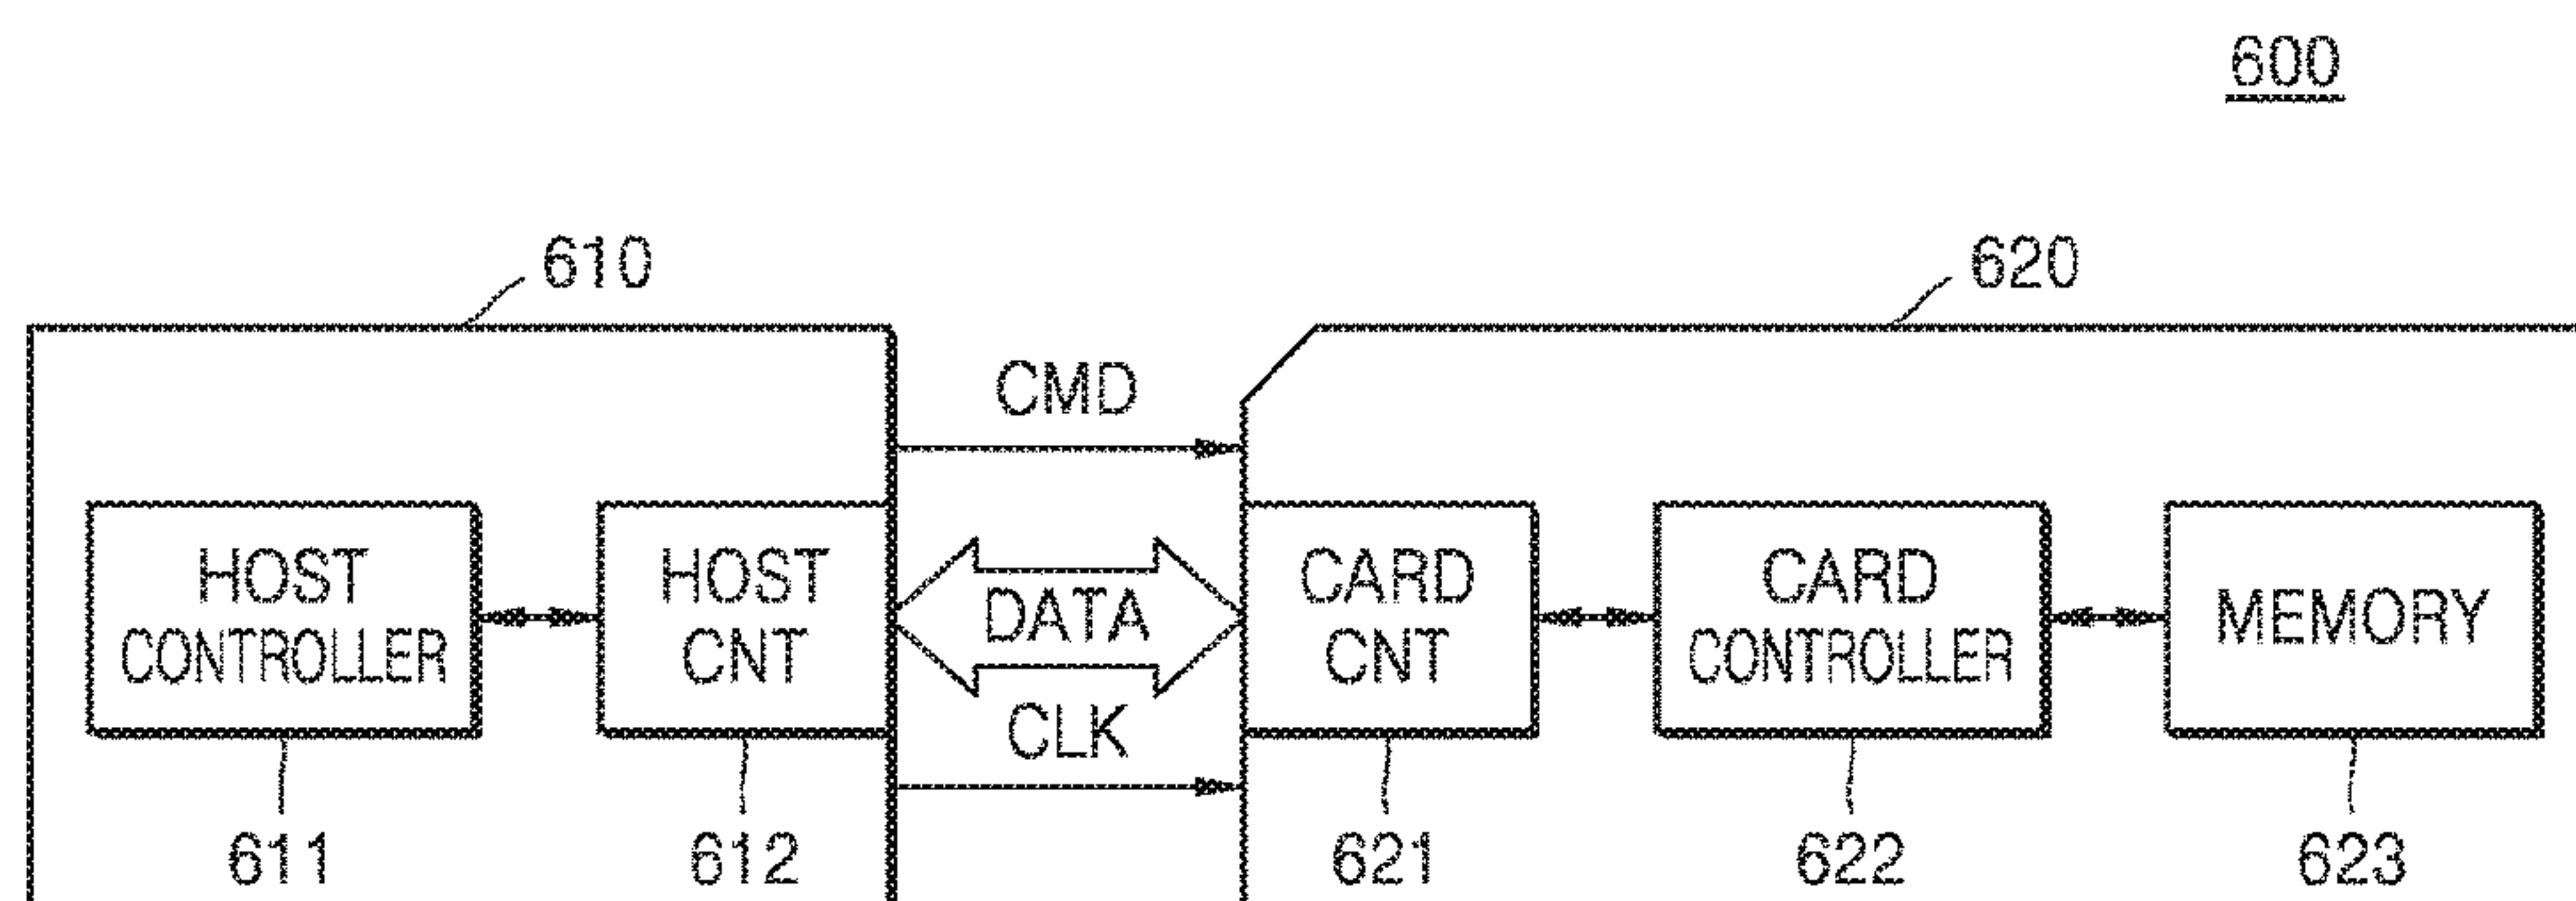 600
610
620
CMD
HOST
CONTROLLER
HOST
CNT
DATA
CARD
CNT
CARD
CONTROLLER
MEMORY
CLK
611
612
621
622
623